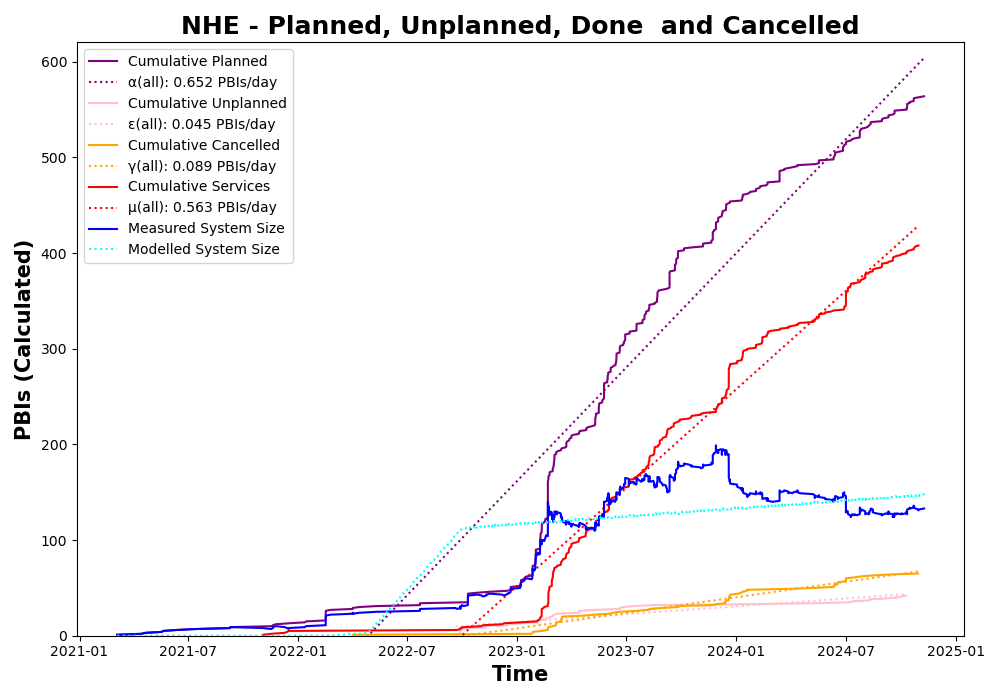 NHE - Planned, Unplanned, Done  and Cancelled
Cumulative Planned
α(all): 0.652 PBIs/day
Cumulative Unplanned
ε(all): 0.045 PBIs/day
Cumulative Cancelled
γ(all): 0.089 PBIs/day
Cumulative Services
μ(all): 0.563 PBIs/day
Measured System Size
Modelled System Size
PBIs (Calculated)
600
500
400
300
200
100
0
2021-01 2021-07 2022-01 2022-07 2023-01 2023-07 2024-01 2024-07 2025-01
Time